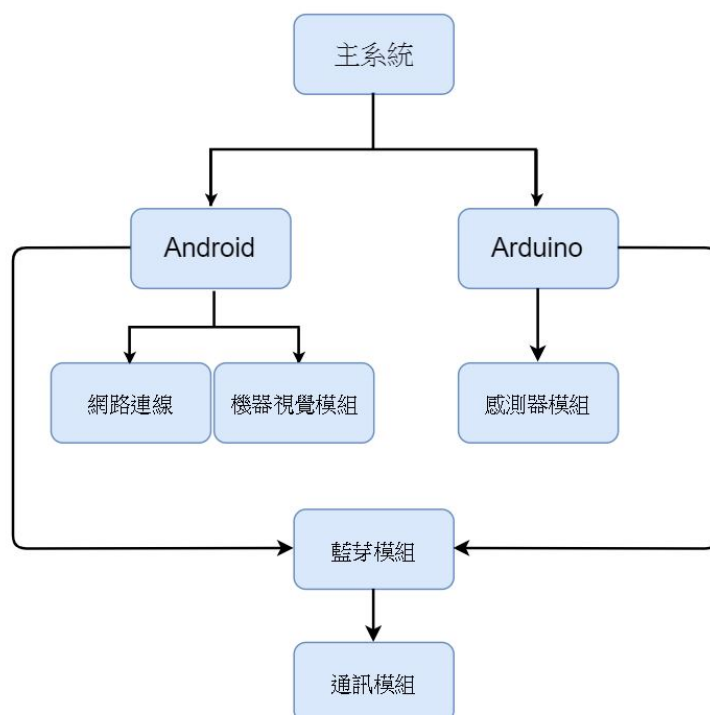 主系統
Android
Arduino
網路連線
機器視覺模組
感測器模組
藍芽模組
通訊模組